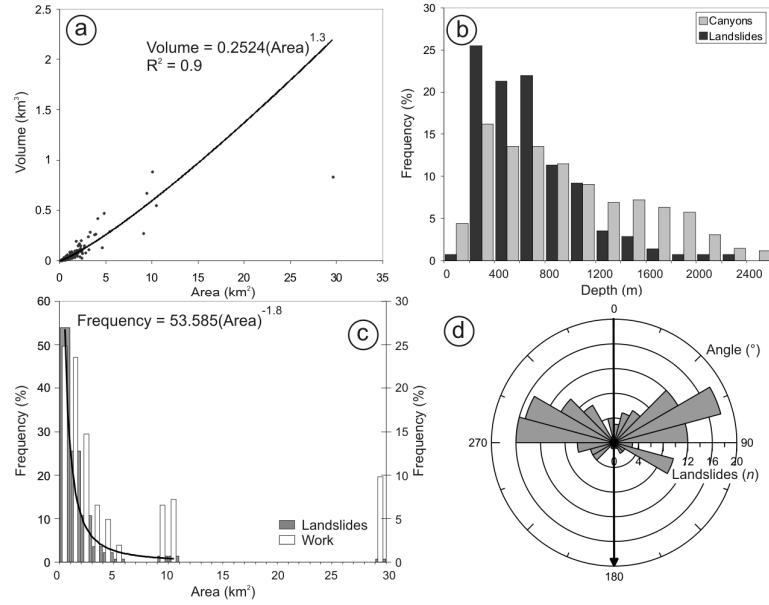 a
Volume = 0.2524(Area)^1.3
R² = 0.9
Volume (km³)
2.5
2
1.5
1
0.5
0
0 5 10 15 20 25 30 35
Area (km²)
b
Canyons
Landslides
Frequency (%)
30
25
20
15
10
5
0
0 400 800 1200 1600 2000 2400
Depth (m)
c
Frequency = 53.585(Area)^-1.8
Frequency (%)
60
50
40
30
20
10
0
30
25
20
15
10
5
0
Frequency (%)
Landslides
Work
0 5 10 15 20 25 30
Area (km²)
d
0
Angle (°)
270
90
0 4 12 16 20
Landslides (n)
180